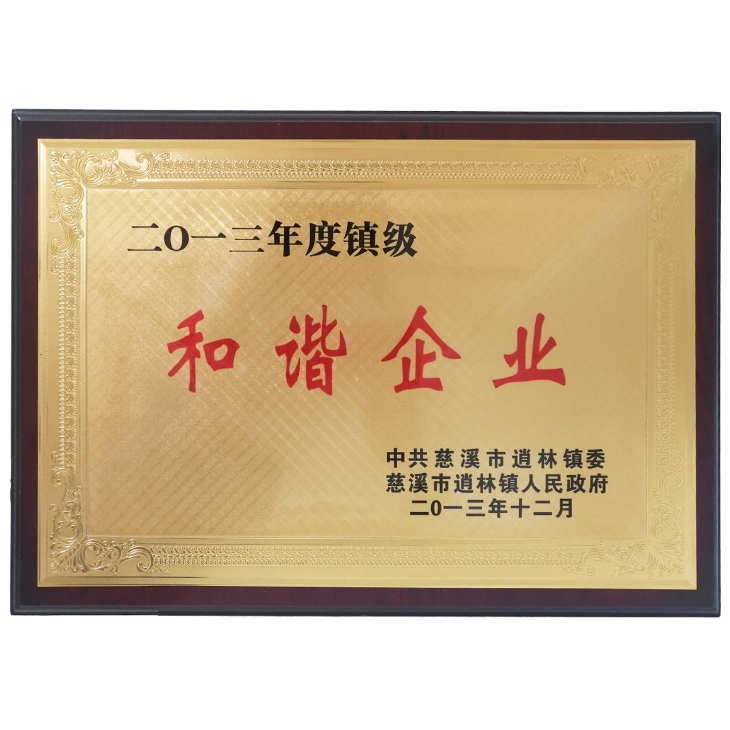 二O一三年度镇级
和谐企业
中共慈溪市逍林镇委
慈溪市逍林镇人民政府
二0一三年十二月